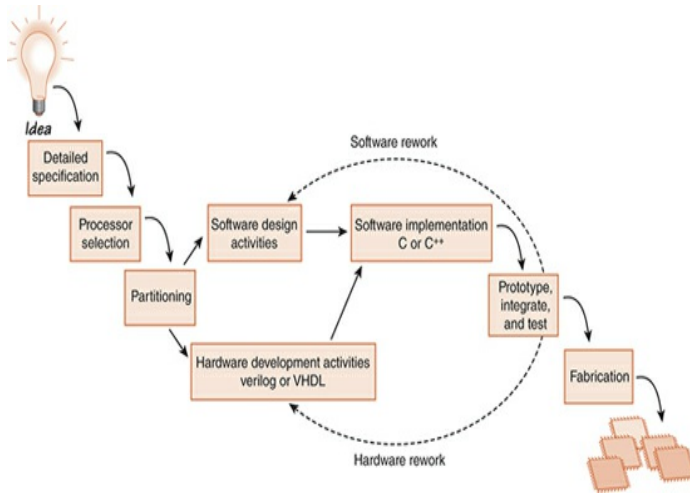 Idea
Detailed
specification
Processor
selection
Partitioning
Software design
activities
Hardware development activities
verilog or VHDL
Software implementation
C or C++
Software rework
Hardware rework
Prototype,
integrate,
and test
Fabrication